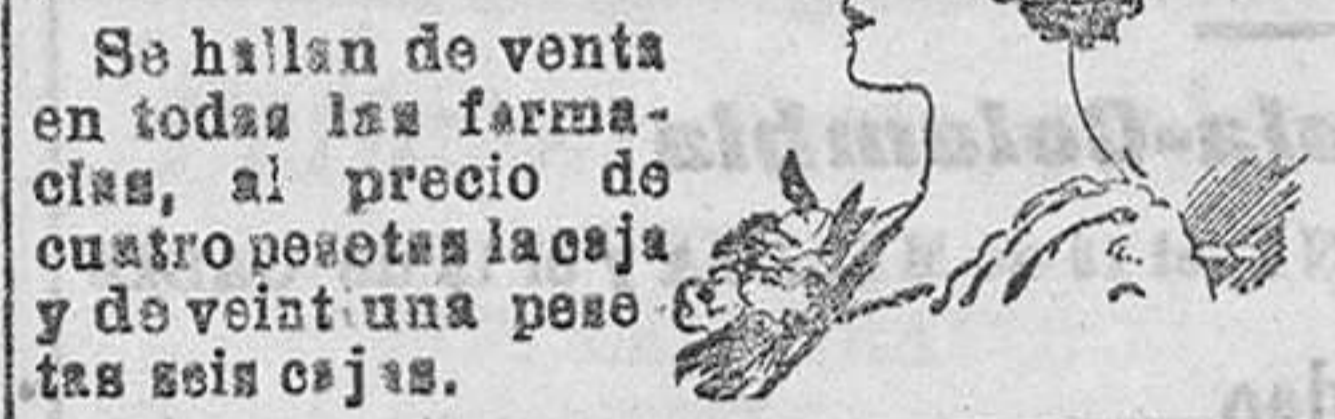 Se hallan de venta
en todas las farma-
cias, al precio de
cuatro pesetas la caja
y de veintiuna pese
tas seis cajas.